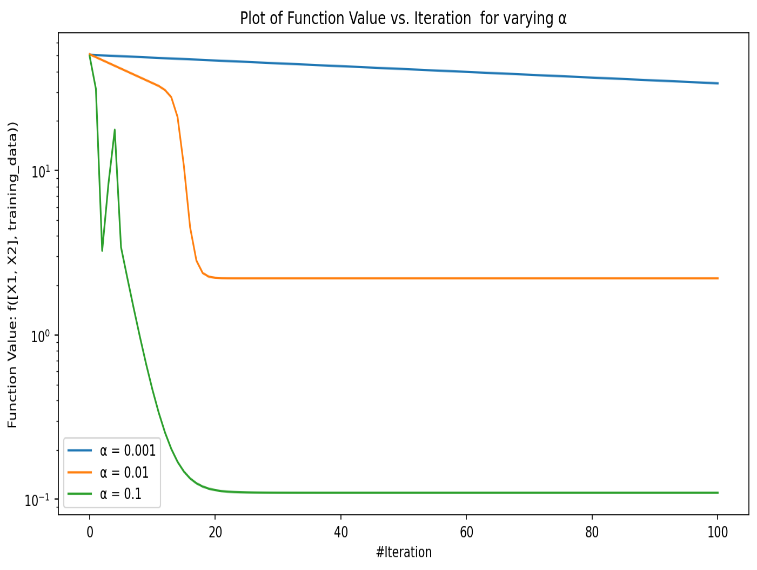 Plot of Function Value vs. Iteration  for varying α
Function Value: f([X1, X2], training_data))
10¹
10⁰
10⁻¹
α = 0.001
α = 0.01
α = 0.1
0 20 40 60 80 100
#Iteration